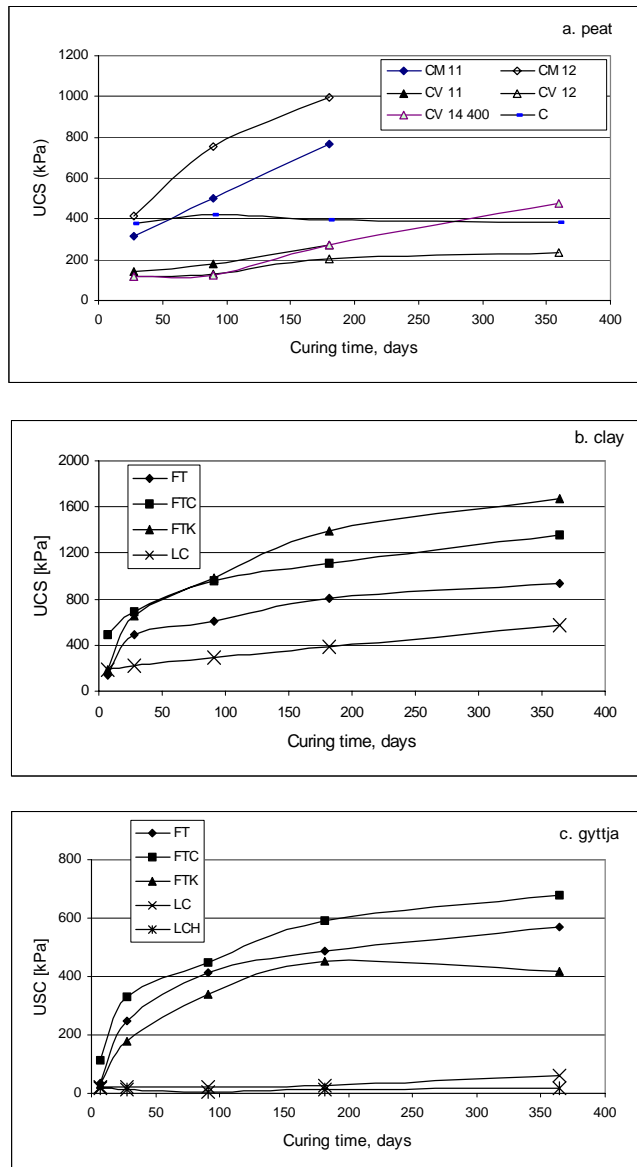 a. peat
1200
1000
800
600
400
200
0
UCS (kPa)
CM 11 CM 12
CV 11 CV 12
CV 14 400 C
0 50 100 150 200 250 300 350 400
Curing time, days
b. clay
2000
1600
1200
800
400
0
UCS [kPa]
FT
FTC
FTK
LC
0 50 100 150 200 250 300 350 400
Curing time, days
c. gyttja
800
600
400
200
0
USC [kPa]
FT
FTC
FTK
LC
LCH
0 50 100 150 200 250 300 350 400
Curing time, days